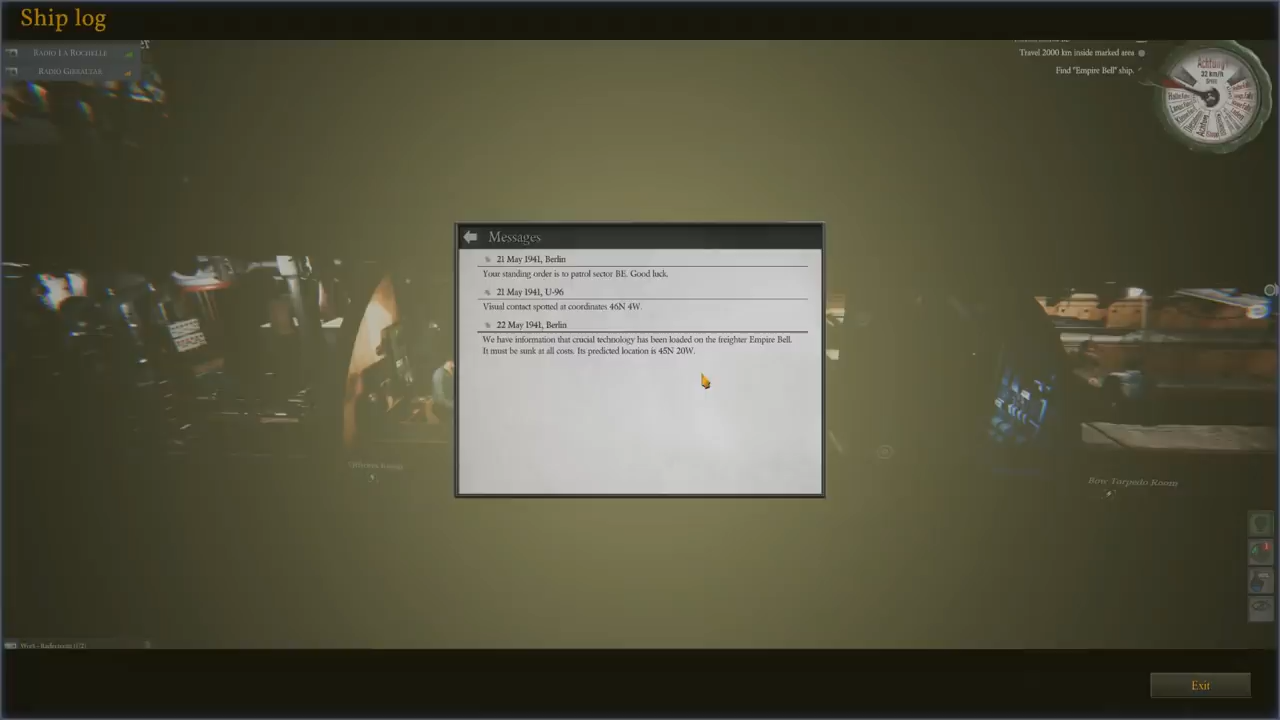 Ship log
RADIO LA ROCHELLE
RADIO GIBRALTAR
Travel 2000 km inside marked area
Find "Empire Bell" ship.
Achtung!
22 km/h
Messages
21 May 1941, Berlin
Your standing order is to patrol sector BE. Good luck.
21 May 1941, U-96
Visual contact spotted at coordinates 46N 4W.
22 May 1941, Berlin
We have information that crucial technology has been loaded on the freighter Empire Bell.
It must be sunk at all costs. Its predicted location is 45N 20W.
Bow Torpedo Room
Exit